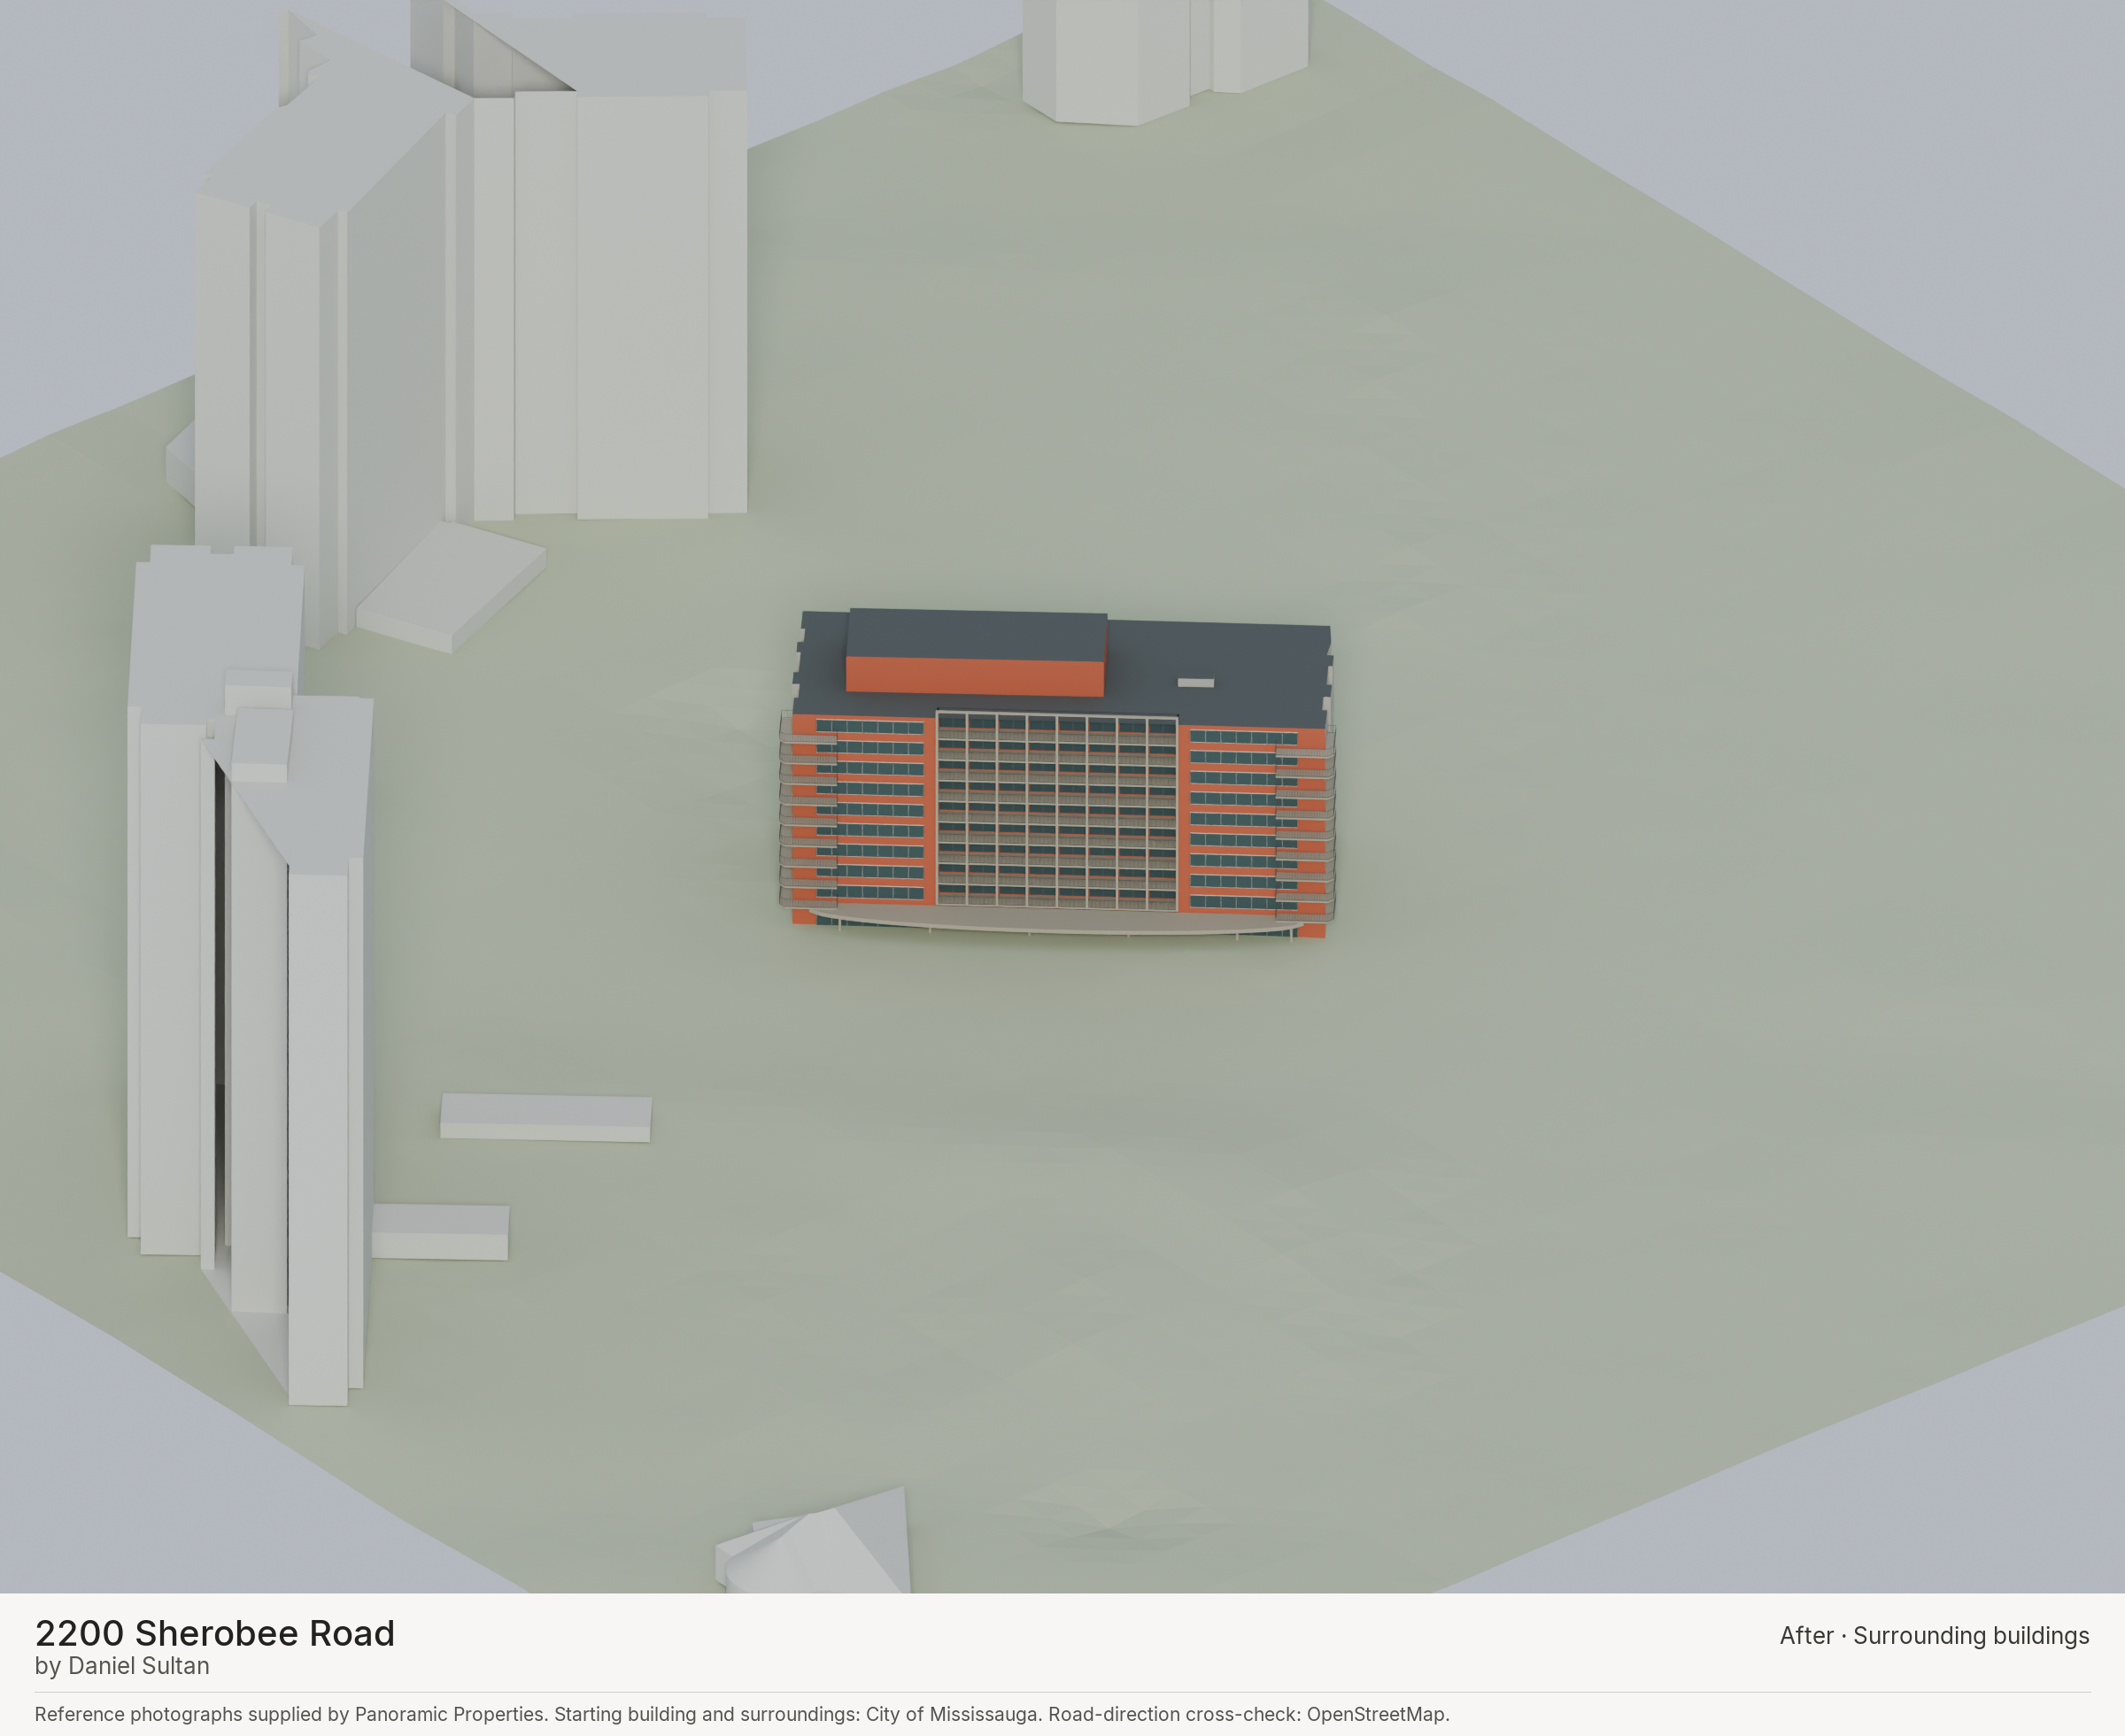 2200 Sherobee Road
After · Surrounding buildings
by Daniel Sultan
Reference photographs supplied by Panoramic Properties. Starting building and surroundings: City of Mississauga. Road-direction cross-check: OpenStreetMap.